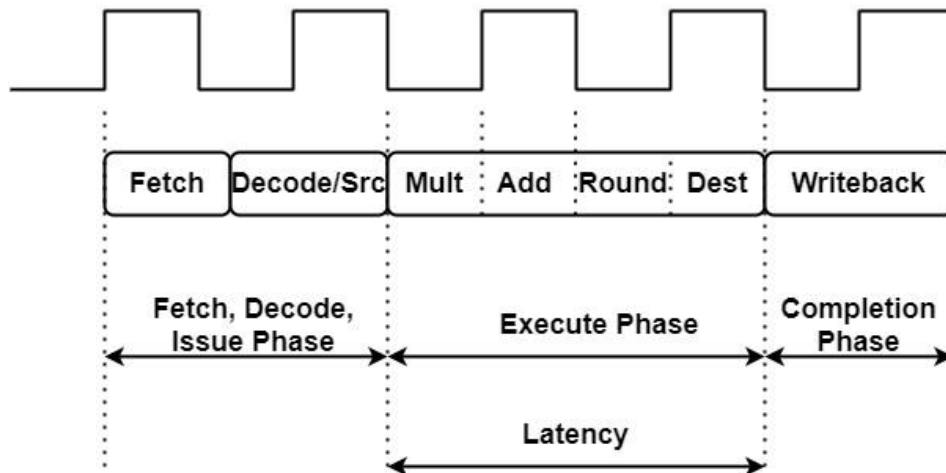 Fetch Decode/Src Mult Add Round Dest Writeback
Fetch, Decode,
Issue Phase
Execute Phase
Completion
Phase
Latency